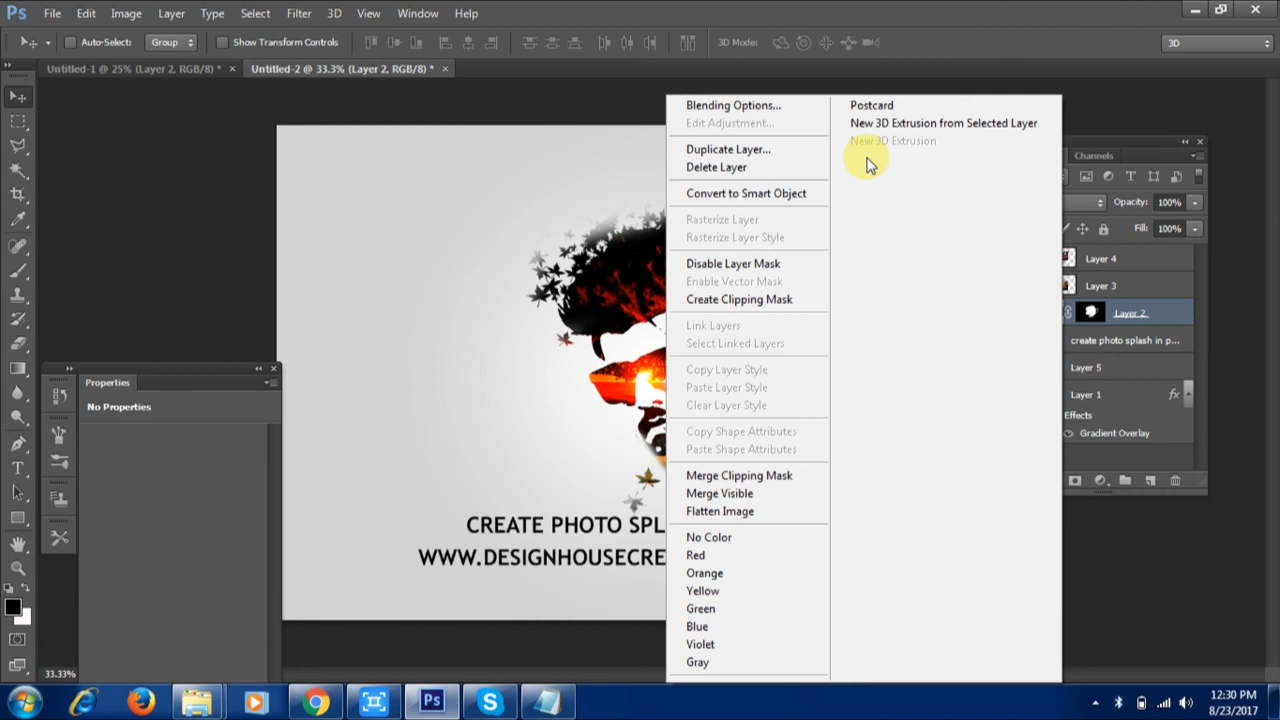 Ps File Edit Image Layer Type Select Filter 3D View Window Help
Auto-Select: Group Show Transform Controls 3D Mode: 3D
Untitled-1 @ 25% (Layer 2, RGB/8) * × Untitled-2 @ 33.3% (Layer 2, RGB/8) * ×
Blending Options...
Edit Adjustment...
Duplicate Layer...
Delete Layer
Convert to Smart Object
Rasterize Layer
Rasterize Layer Style
Disable Layer Mask
Enable Vector Mask
Create Clipping Mask
Link Layers
Select Linked Layers
Copy Layer Style
Paste Layer Style
Clear Layer Style
Copy Shape Attributes
Paste Shape Attributes
Merge Clipping Mask
Merge Visible
Flatten Image
No Color
Red
Orange
Yellow
Green
Blue
Violet
Gray
Postcard
New 3D Extrusion from Selected Layer
New 3D Extrusion
Channels
Opacity: 100%
Fill: 100%
Layer 4
Layer 3
Layer 2
create photo splash in p...
Layer 5
Layer 1 fx
Effects
Gradient Overlay
Properties
No Properties
CREATE PHOTO SPL
WWW.DESIGNHOUSECRE
33.33%
Ps
12:30 PM
8/23/2017